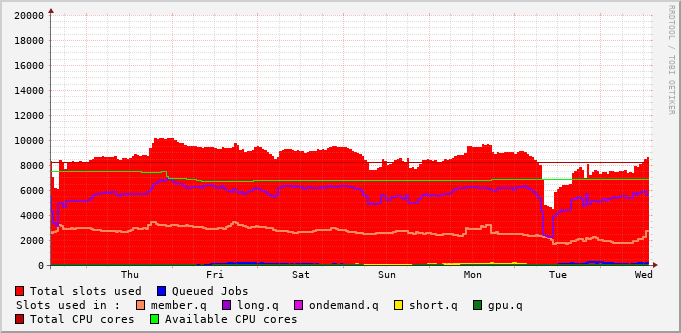 20000
18000
16000
14000
12000
10000
8000
6000
4000
2000
0
Thu Fri Sat Sun Mon Tue Wed
RRDTOOL / TOBI OETIKER
Total slots used Queued Jobs
Slots used in : member.q long.q ondemand.q short.q gpu.q
Total CPU cores Available CPU cores